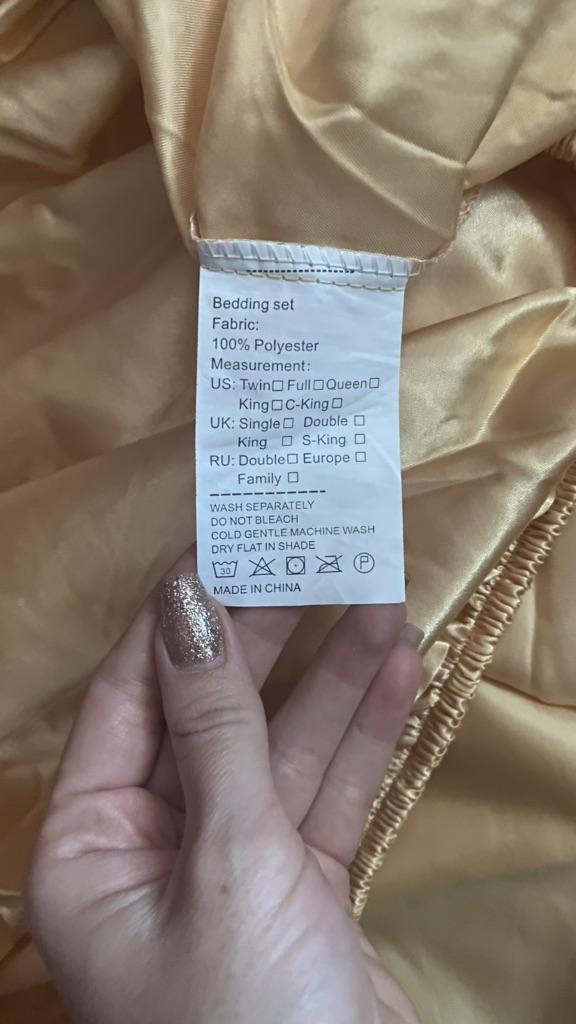 Bedding set
Fabric:
100% Polyester
Measurement:
US: Twin☐ Full☐ Queen☐
King☐ C-King☐
UK: Single☐ Double ☐
King ☐ S-King ☐
RU: Double☐ Europe ☐
Family ☐
WASH SEPARATELY
DO NOT BLEACH
COLD GENTLE MACHINE WASH
DRY FLAT IN SHADE
30 P
MADE IN CHINA